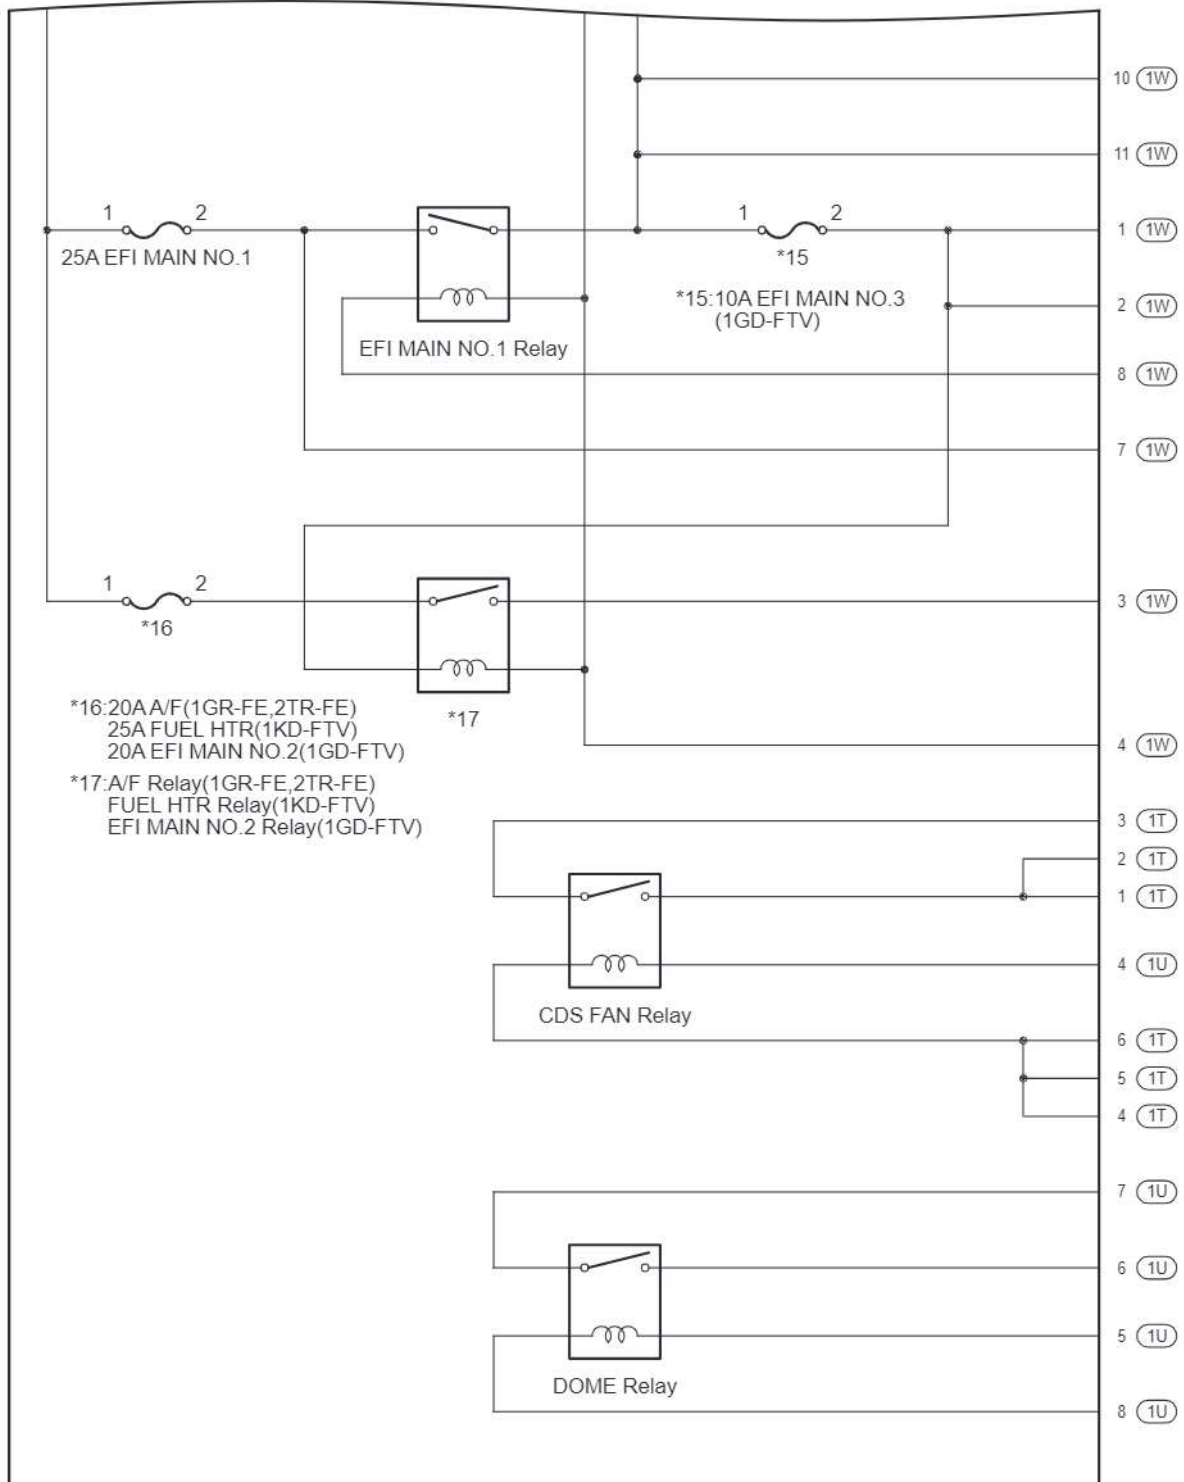 10 1W
11 1W
1 2 1 2 1 1W
25A EFI MAIN NO.1 *15
*15:10A EFI MAIN NO.3
(1GD-FTV)
2 1W
EFI MAIN NO.1 Relay
8 1W
7 1W
1 2 3 1W
*16
*17
*16:20A A/F(1GR-FE,2TR-FE)
25A FUEL HTR(1KD-FTV)
20A EFI MAIN NO.2(1GD-FTV)
4 1W
*17:A/F Relay(1GR-FE,2TR-FE)
FUEL HTR Relay(1KD-FTV)
EFI MAIN NO.2 Relay(1GD-FTV)
3 1T
2 1T
1 1T
4 1U
CDS FAN Relay
6 1T
5 1T
4 1T
7 1U
6 1U
5 1U
DOME Relay
8 1U